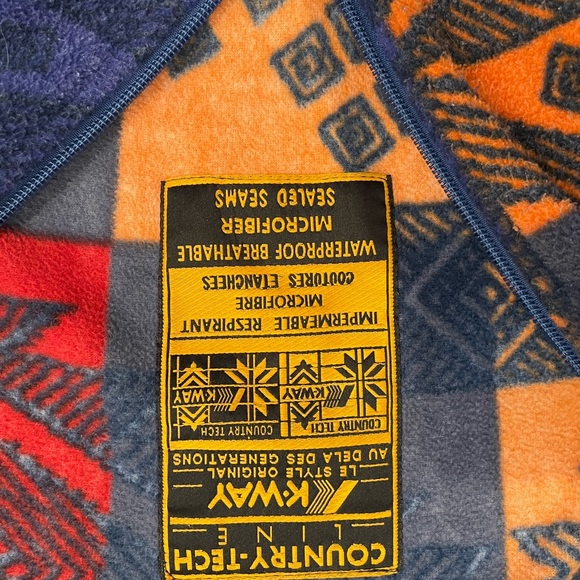 COUNTRY-TECH
LINE
K-WAY
LE STYLE ORIGINAL
AU DELA DES GENERATIONS
COUNTRY TECH
K-WAY
COUNTRY TECH
K-WAY
IMPERMEABLE RESPIRANT
MICROFIBRE
COUTURES ETANCHEES
WATERPROOF BREATHABLE
MICROFIBER
SEALED SEAMS